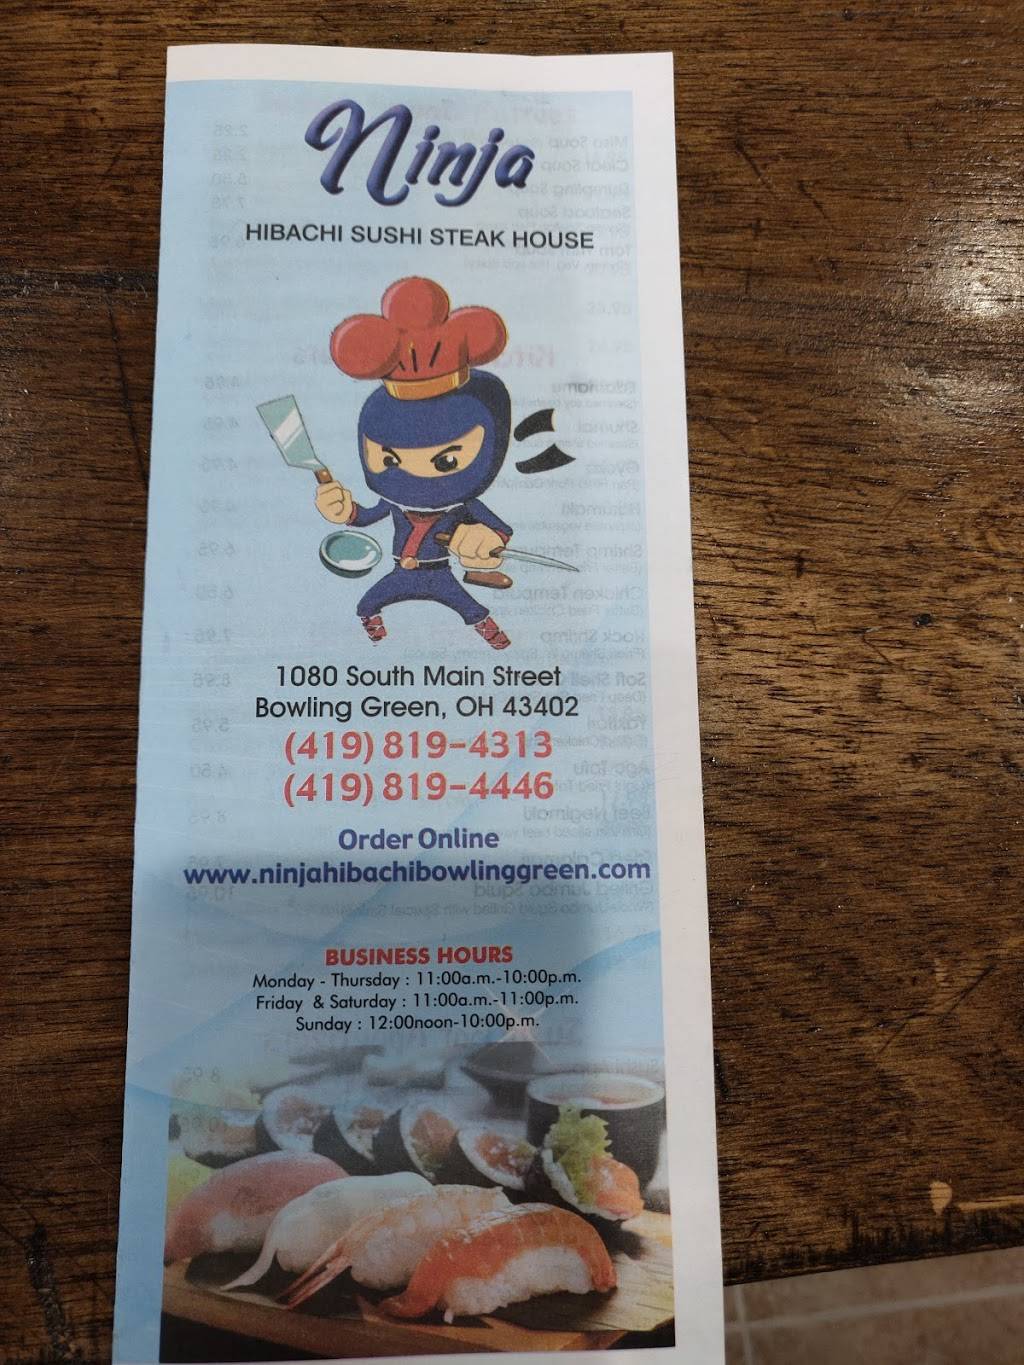 Ninja
HIBACHI SUSHI STEAK HOUSE
1080 South Main Street
Bowling Green, OH 43402
(419) 819-4313
(419) 819-4446
Order Online
www.ninjahibachibowlinggreen.com
BUSINESS HOURS
Monday - Thursday : 11:00a.m.-10:00p.m.
Friday & Saturday : 11:00a.m.-11:00p.m.
Sunday : 12:00noon-10:00p.m.